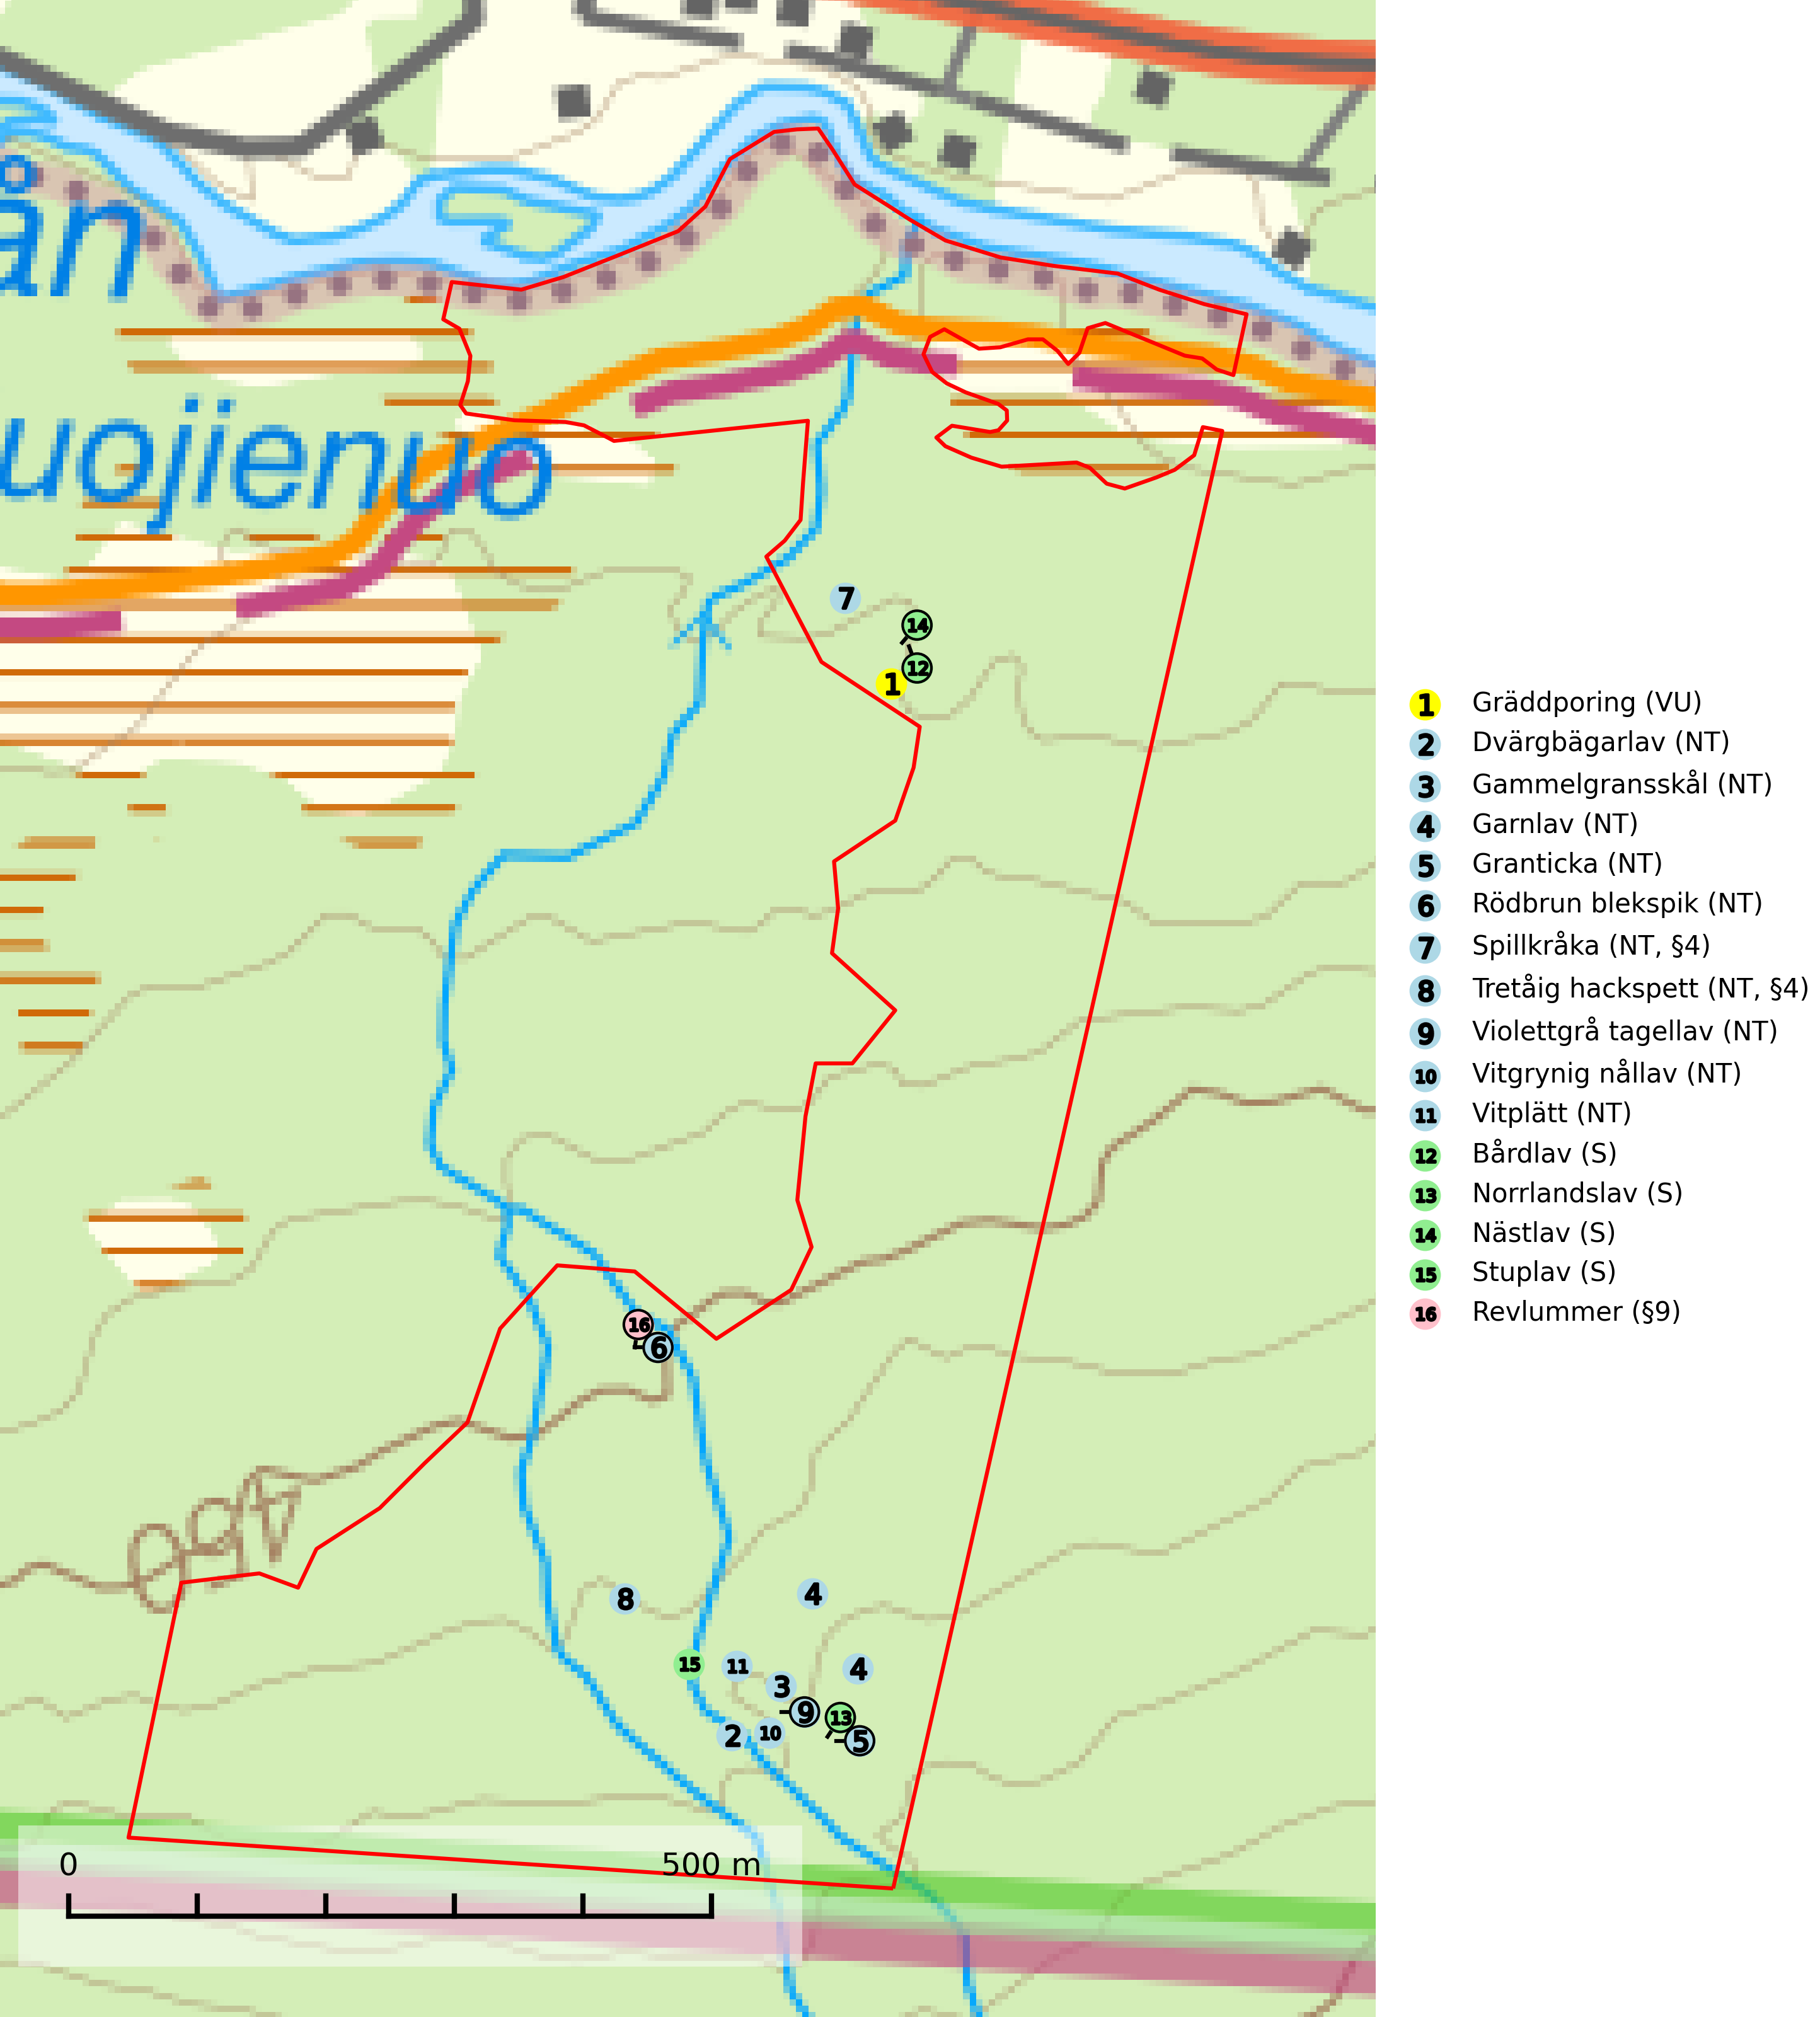 ån
uojienuo
7
14
12
1
16
6
8
4
15
11
3
4
9
13
2
10
5
0 500 m
1 Gräddporing (VU)
2 Dvärgbägarlav (NT)
3 Gammelgransskål (NT)
4 Garnlav (NT)
5 Granticka (NT)
6 Rödbrun blekspik (NT)
7 Spillkråka (NT, §4)
8 Tretåig hackspett (NT, §4)
9 Violettgrå tagellav (NT)
10 Vitgrynig nållav (NT)
11 Vitplätt (NT)
12 Bårdlav (S)
13 Norrlandslav (S)
14 Nästlav (S)
15 Stuplav (S)
16 Revlummer (§9)